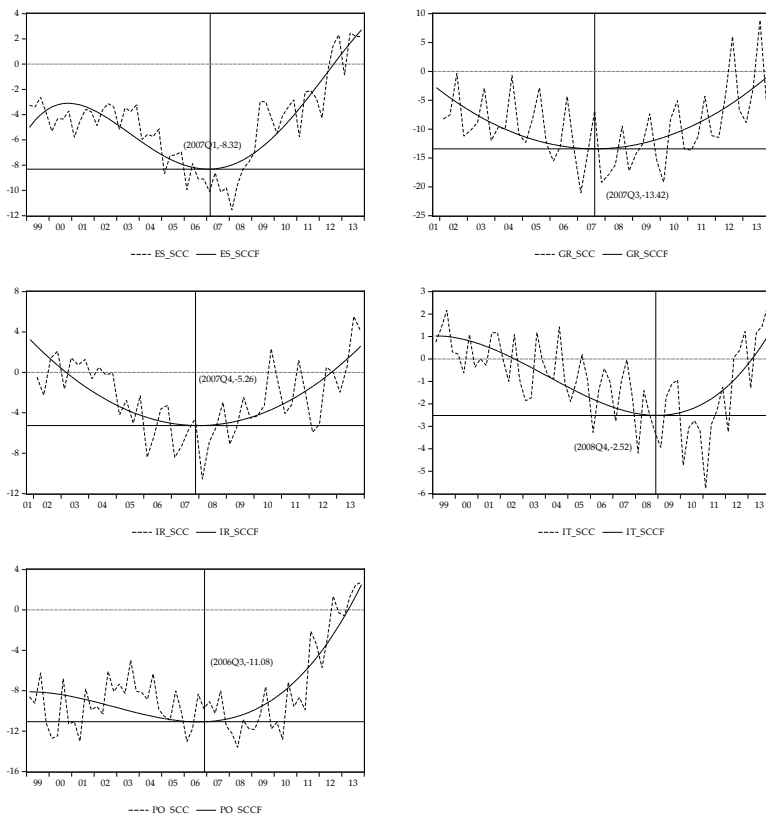 4
0
-2
-4
-6
-8
-10
-12
(2007Q1,-8.32)
99 00 01 02 03 04 05 06 07 08 09 10 11 12 13
ES_SCC ES_SCCF
10
5
0
-5
-10
-15
-20
-25
(2007Q3,-13.42)
01 02 03 04 05 06 07 08 09 10 11 12 13
GR_SCC GR_SCCF
8
4
0
-4
-8
-12
(2007Q4,-5.26)
01 02 03 04 05 06 07 08 09 10 11 12 13
IR_SCC IR_SCCF
3
2
1
0
-1
-2
-3
-4
-5
-6
(2008Q4,-2.52)
99 00 01 02 03 04 05 06 07 08 09 10 11 12 13
IT_SCC IT_SCCF
4
0
-4
-8
-12
-16
(2006Q3,-11.08)
99 00 01 02 03 04 05 06 07 08 09 10 11 12 13
PO_SCC PO_SCCF